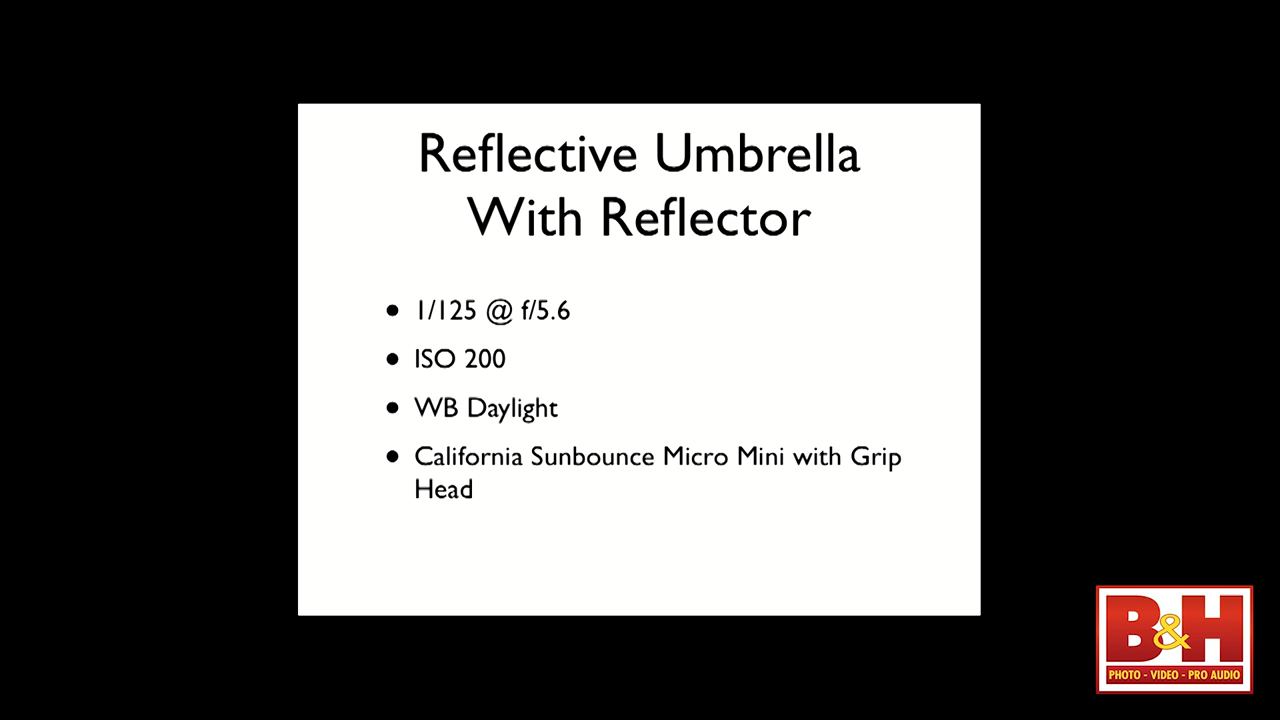 Reflective Umbrella
With Reflector
• 1/125 @ f/5.6
• ISO 200
• WB Daylight
• California Sunbounce Micro Mini with Grip
Head
B&H
PHOTO - VIDEO - PRO AUDIO